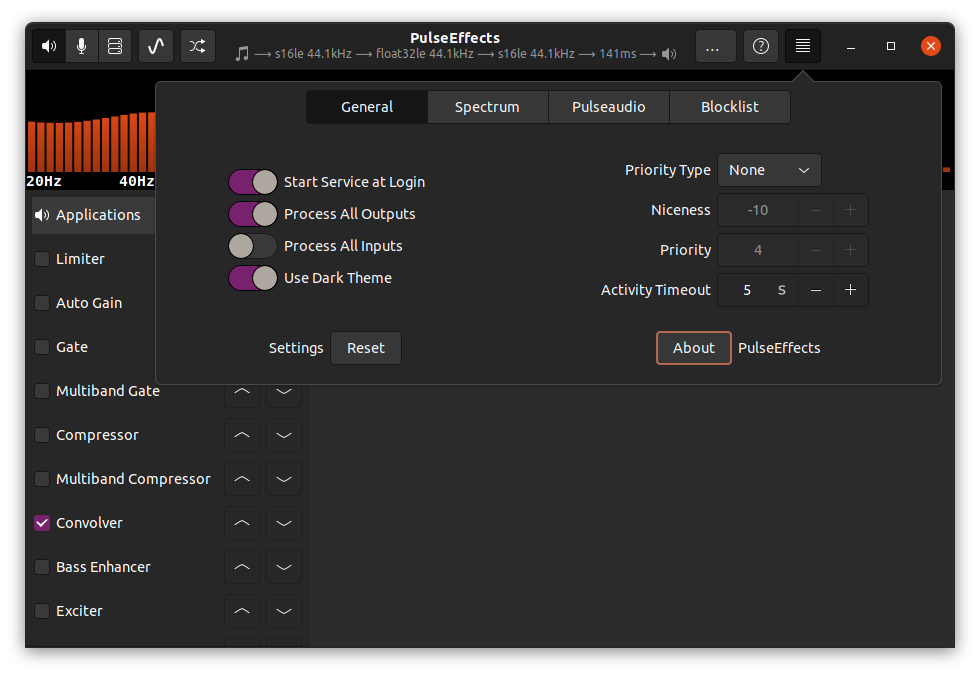 PulseEffects
s16le 44.1kHz ⟶ float32le 44.1kHz ⟶ s16le 44.1kHz ⟶ 141ms ⟶
...
General Spectrum Pulseaudio Blocklist
20Hz 40Hz
Start Service at Login
Process All Outputs
Process All Inputs
Use Dark Theme
Priority Type None
Niceness -10 − +
Priority 4 − +
Activity Timeout 5 s − +
Settings Reset
About PulseEffects
Applications
Limiter
Auto Gain
Gate
Multiband Gate
Compressor
Multiband Compressor
Convolver
Bass Enhancer
Exciter